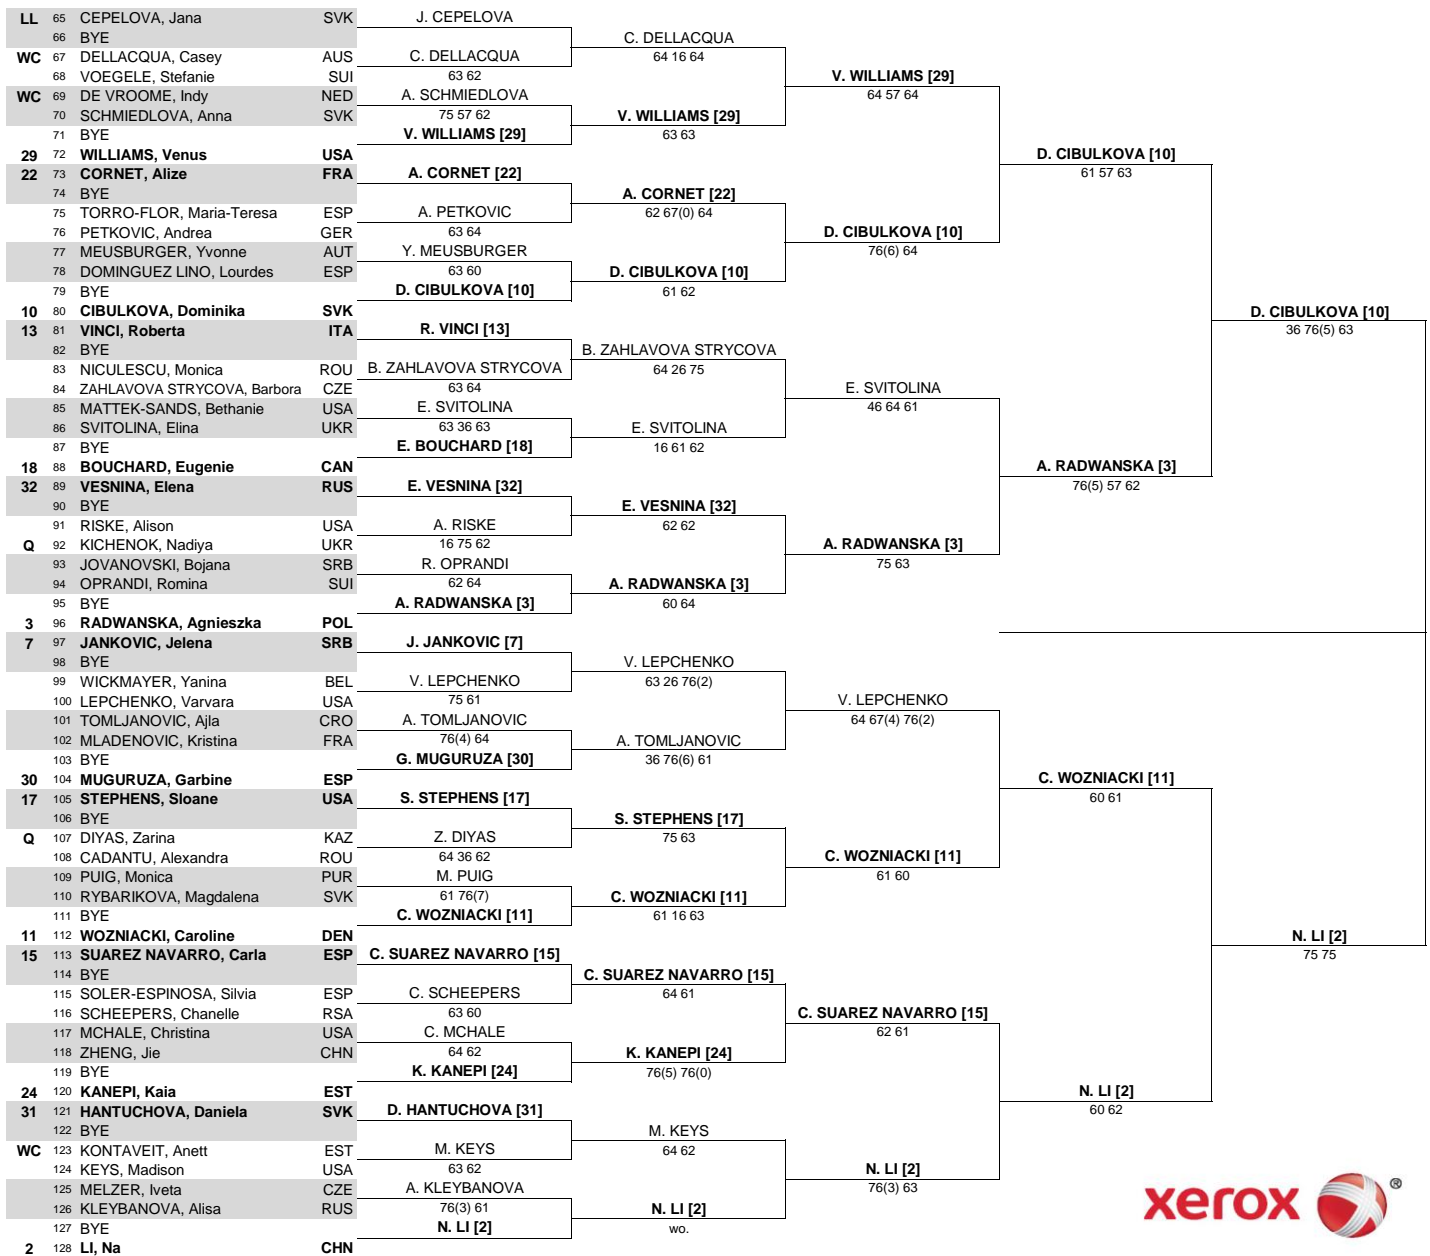 LL 65 CEPELOVA, Jana SVK J. CEPELOVA
66 BYE C. DELLACQUA
WC 67 DELLACQUA, Casey AUS C. DELLACQUA 64 16 64
68 VOEGELE, Stefanie SUI 63 62 V. WILLIAMS [29]
WC 69 DE VROOME, Indy NED A. SCHMIEDLOVA 64 57 64
70 SCHMIEDLOVA, Anna SVK 75 57 62 V. WILLIAMS [29]
71 BYE V. WILLIAMS [29] 63 63
29 72 WILLIAMS, Venus USA D. CIBULKOVA [10]
22 73 CORNET, Alize FRA A. CORNET [22] 61 57 63
74 BYE A. CORNET [22]
75 TORRO-FLOR, Maria-Teresa ESP A. PETKOVIC 62 67(0) 64
76 PETKOVIC, Andrea GER 63 64 D. CIBULKOVA [10]
77 MEUSBURGER, Yvonne AUT Y. MEUSBURGER 76(6) 64
78 DOMINGUEZ LINO, Lourdes ESP 63 60 D. CIBULKOVA [10]
79 BYE D. CIBULKOVA [10] 61 62
10 80 CIBULKOVA, Dominika SVK D. CIBULKOVA [10]
13 81 VINCI, Roberta ITA R. VINCI [13] 36 76(5) 63
82 BYE B. ZAHLAVOVA STRYCOVA
83 NICULESCU, Monica ROU B. ZAHLAVOVA STRYCOVA 64 26 75
84 ZAHLAVOVA STRYCOVA, Barbora CZE 63 64 E. SVITOLINA
85 MATTEK-SANDS, Bethanie USA E. SVITOLINA 46 64 61
86 SVITOLINA, Elina UKR 63 36 63 E. SVITOLINA
87 BYE E. BOUCHARD [18] 16 61 62
18 88 BOUCHARD, Eugenie CAN A. RADWANSKA [3]
32 89 VESNINA, Elena RUS E. VESNINA [32] 76(5) 57 62
90 BYE E. VESNINA [32]
91 RISKE, Alison USA A. RISKE 62 62
Q 92 KICHENOK, Nadiya UKR 16 75 62 A. RADWANSKA [3]
93 JOVANOVSKI, Bojana SRB R. OPRANDI 75 63
94 OPRANDI, Romina SUI 62 64 A. RADWANSKA [3]
95 BYE A. RADWANSKA [3] 60 64
3 96 RADWANSKA, Agnieszka POL
7 97 JANKOVIC, Jelena SRB J. JANKOVIC [7]
98 BYE V. LEPCHENKO
99 WICKMAYER, Yanina BEL V. LEPCHENKO 63 26 76(2)
100 LEPCHENKO, Varvara USA 75 61 V. LEPCHENKO
101 TOMLJANOVIC, Ajla CRO A. TOMLJANOVIC 64 67(4) 76(2)
102 MLADENOVIC, Kristina FRA 76(4) 64 A. TOMLJANOVIC
103 BYE G. MUGURUZA [30] 36 76(6) 61
30 104 MUGURUZA, Garbine ESP C. WOZNIACKI [11]
17 105 STEPHENS, Sloane USA S. STEPHENS [17] 60 61
106 BYE S. STEPHENS [17]
Q 107 DIYAS, Zarina KAZ Z. DIYAS 75 63
108 CADANTU, Alexandra ROU 64 36 62 C. WOZNIACKI [11]
109 PUIG, Monica PUR M. PUIG 61 60
110 RYBARIKOVA, Magdalena SVK 61 76(7) C. WOZNIACKI [11]
111 BYE C. WOZNIACKI [11] 61 16 63
11 112 WOZNIACKI, Caroline DEN N. LI [2]
15 113 SUAREZ NAVARRO, Carla ESP C. SUAREZ NAVARRO [15] 75 75
114 BYE C. SUAREZ NAVARRO [15]
115 SOLER-ESPINOSA, Silvia ESP C. SCHEEPERS 64 61
116 SCHEEPERS, Chanelle RSA 63 60 C. SUAREZ NAVARRO [15]
117 MCHALE, Christina USA C. MCHALE 62 61
118 ZHENG, Jie CHN 64 62 K. KANEPI [24]
119 BYE K. KANEPI [24] 76(5) 76(0)
24 120 KANEPI, Kaia EST N. LI [2]
31 121 HANTUCHOVA, Daniela SVK D. HANTUCHOVA [31] 60 62
122 BYE M. KEYS
WC 123 KONTAVEIT, Anett EST M. KEYS 64 62
124 KEYS, Madison USA 63 62 N. LI [2]
125 MELZER, Iveta CZE A. KLEYBANOVA 76(3) 63
126 KLEYBANOVA, Alisa RUS 76(3) 61 N. LI [2]
127 BYE N. LI [2] wo.
2 128 LI, Na CHN
xerox ®